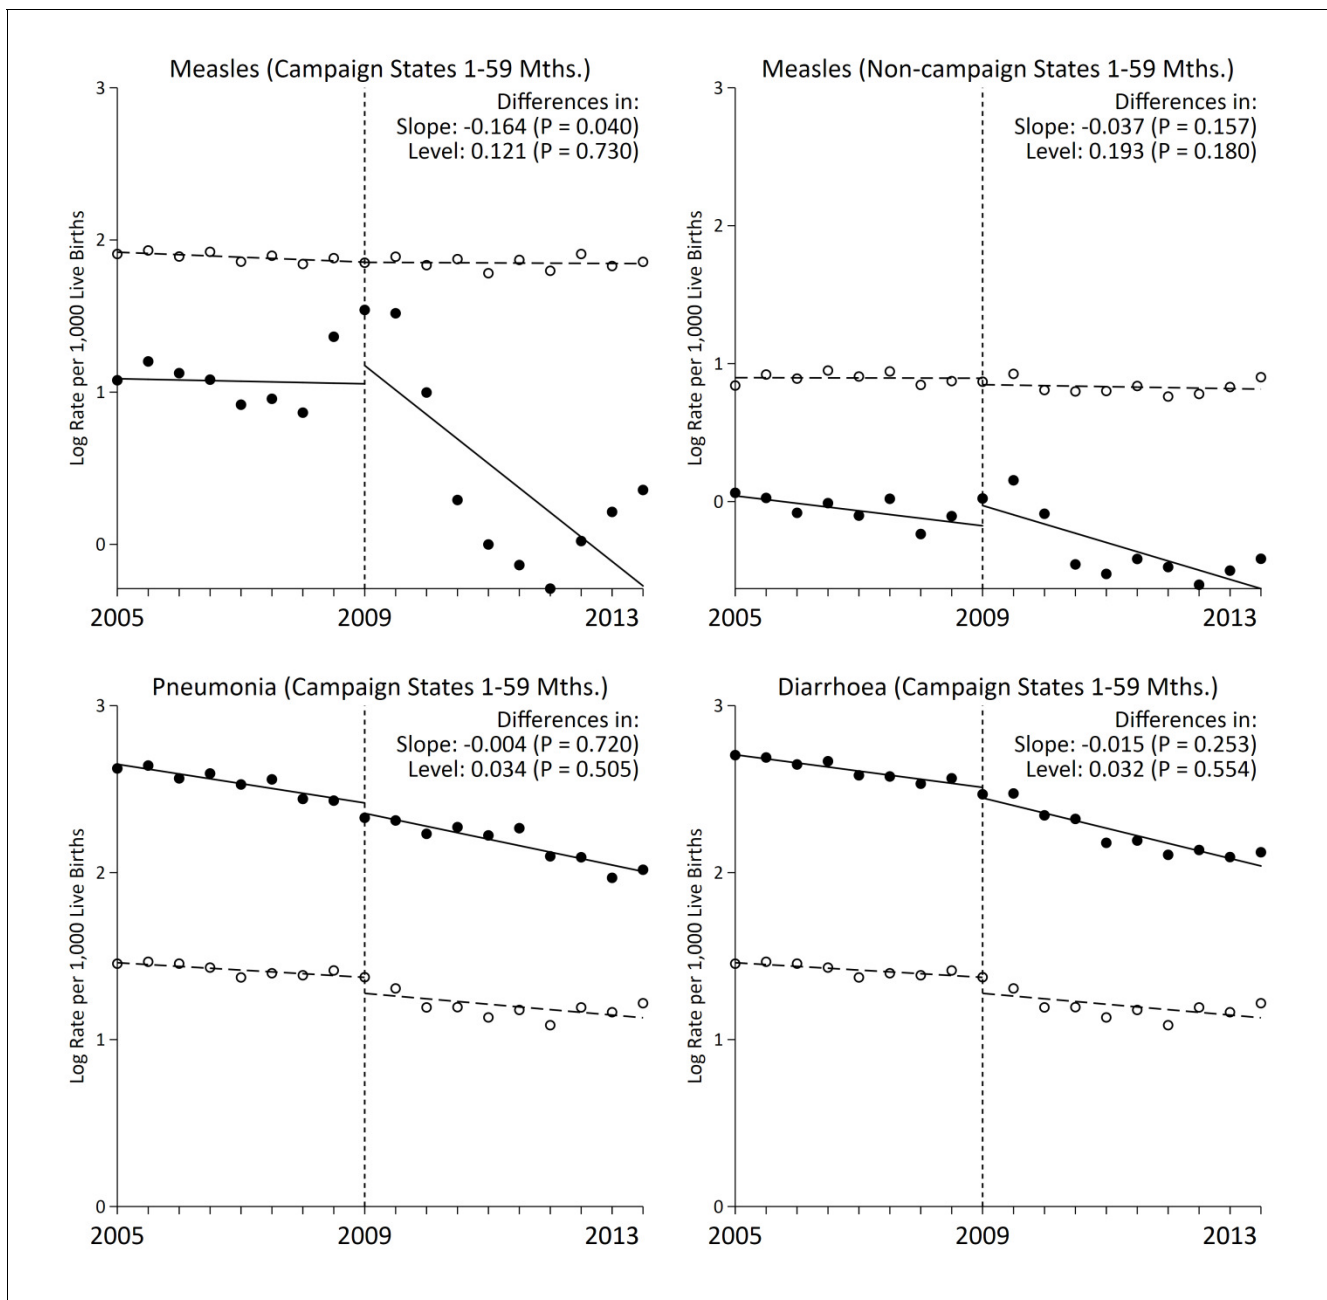 Measles (Campaign States 1-59 Mths.)
Differences in:
Slope: -0.164 (P = 0.040)
Level: 0.121 (P = 0.730)
Log Rate per 1,000 Live Births
3
2
1
0
2005
2009
2013
Measles (Non-campaign States 1-59 Mths.)
Differences in:
Slope: -0.037 (P = 0.157)
Level: 0.193 (P = 0.180)
Log Rate per 1,000 Live Births
3
2
1
0
2005
2009
2013
Pneumonia (Campaign States 1-59 Mths.)
Differences in:
Slope: -0.004 (P = 0.720)
Level: 0.034 (P = 0.505)
Log Rate per 1,000 Live Births
3
2
1
0
2005
2009
2013
Diarrhoea (Campaign States 1-59 Mths.)
Differences in:
Slope: -0.015 (P = 0.253)
Level: 0.032 (P = 0.554)
Log Rate per 1,000 Live Births
3
2
1
0
2005
2009
2013